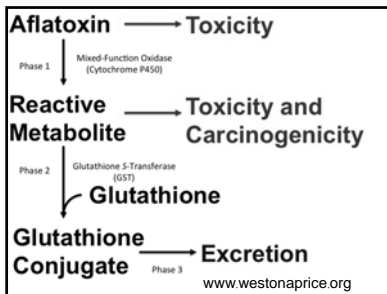 Aflatoxin
Toxicity
Mixed-Function Oxidase
(Cytochrome P450)
Phase 1
Reactive
Metabolite
Toxicity and
Carcinogenicity
Phase 2
Glutathione S-Transferase
(GST)
Glutathione
Glutathione
Conjugate
Excretion
Phase 3
www.westonaprice.org